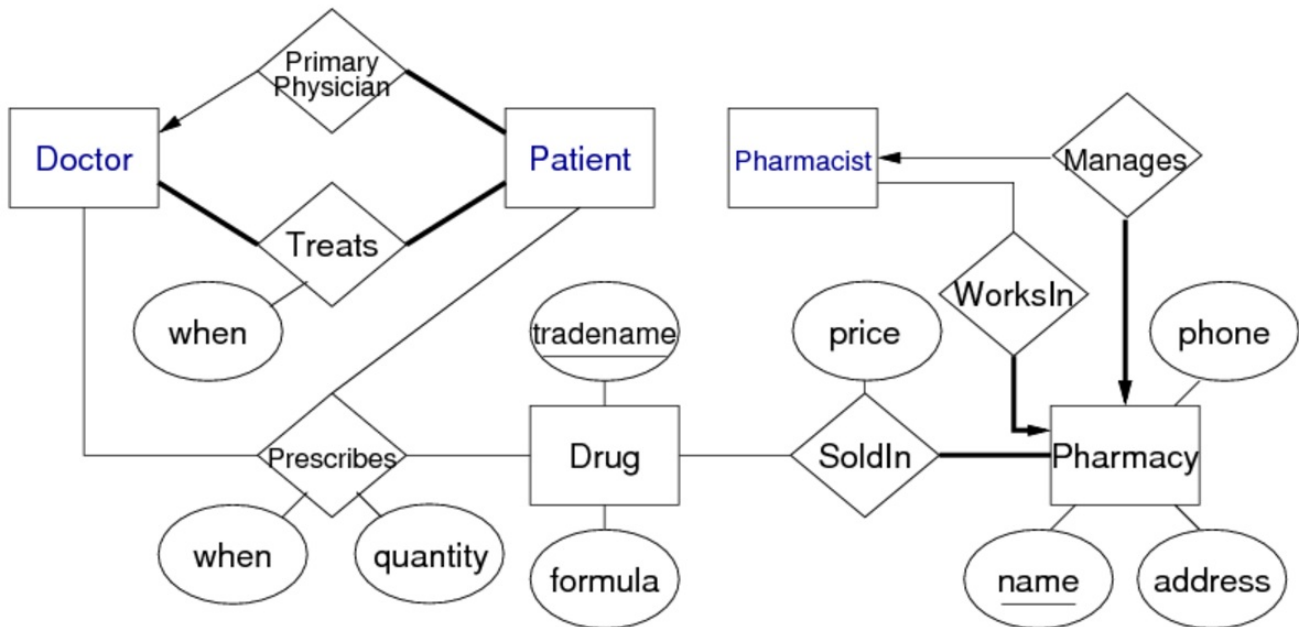 Primary
Physician
Doctor
Patient
Pharmacist
Manages
Treats
WorksIn
when
tradename
price
phone
Prescribes
Drug
SoldIn
Pharmacy
when
quantity
formula
name
address